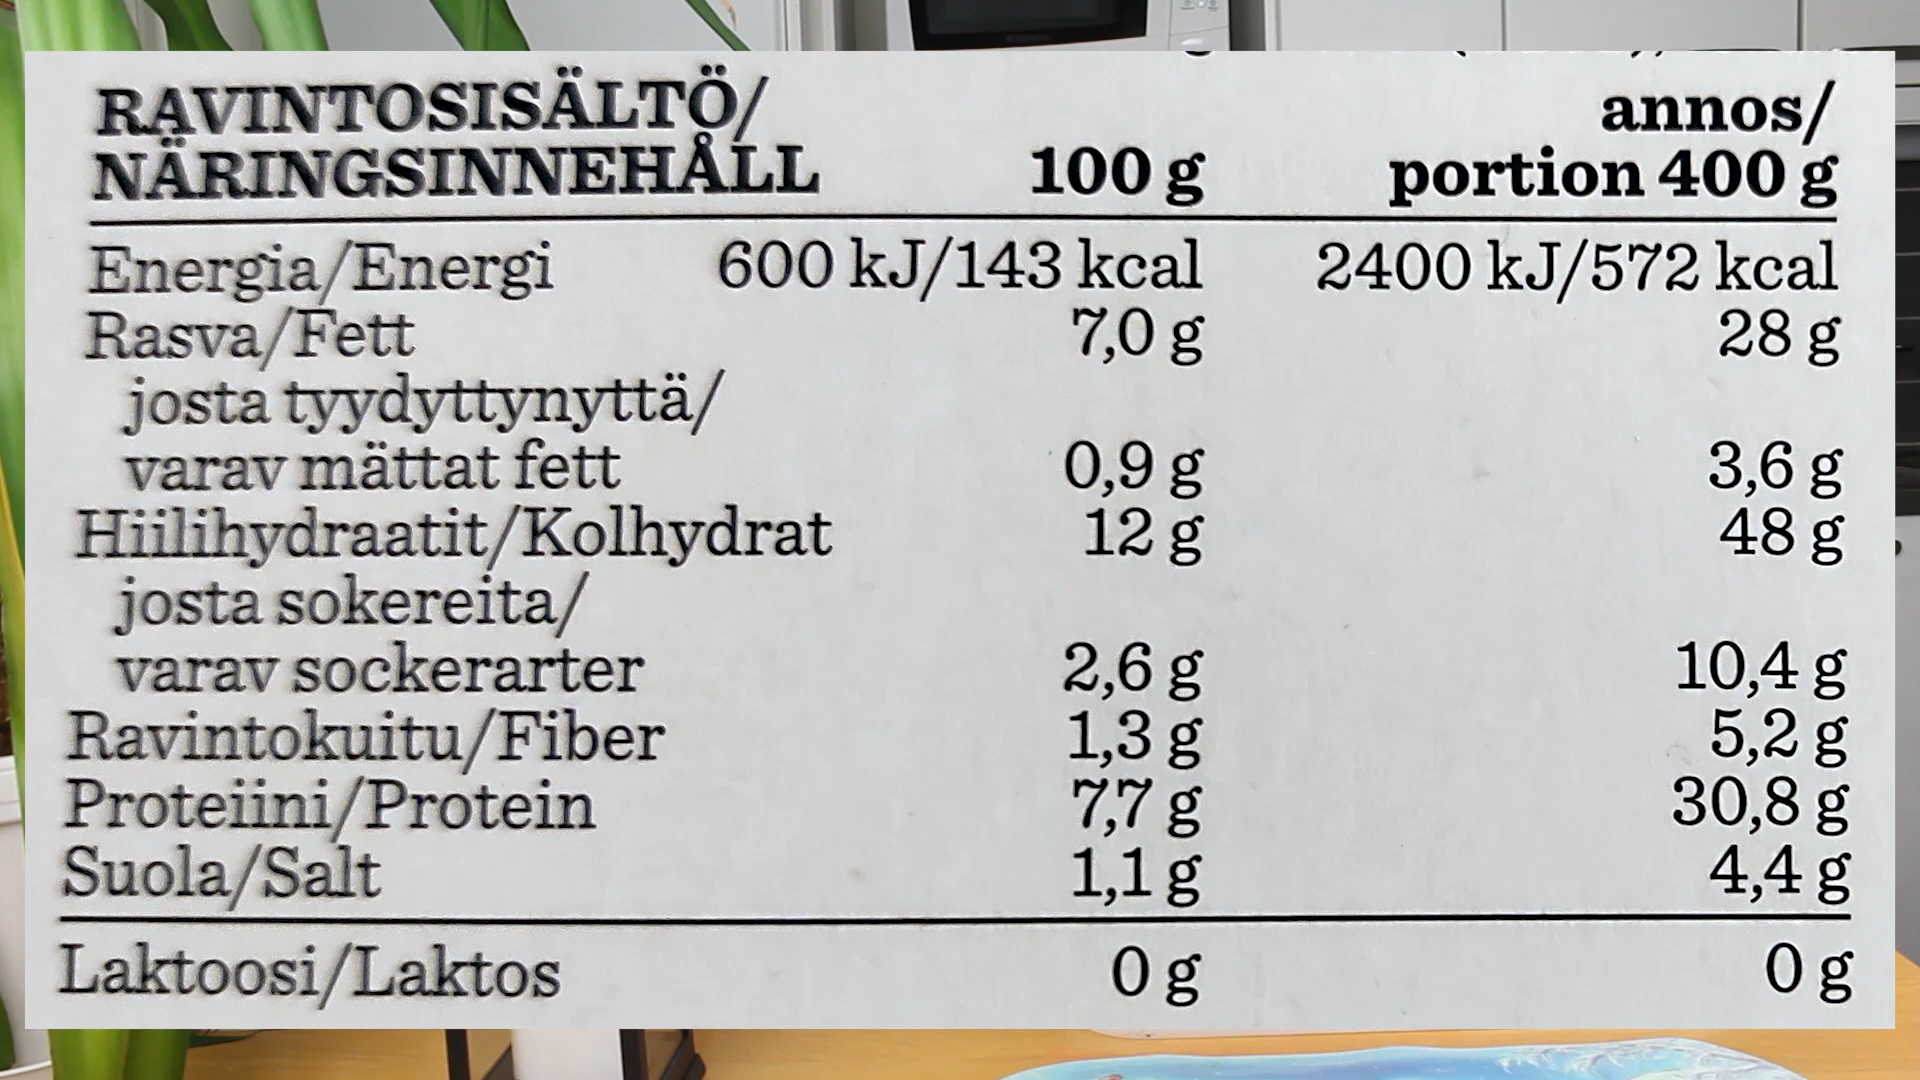 RAVINTOSISÄLTÖ/
NÄRINGSINNEHÅLL 100 g annos/
portion 400 g
Energia/Energi 600 kJ/143 kcal 2400 kJ/572 kcal
Rasva/Fett 7,0 g 28 g
josta tyydyttynyttä/
varav mättat fett 0,9 g 3,6 g
Hiilihydraatit/Kolhydrat 12 g 48 g
josta sokereita/
varav sockerarter 2,6 g 10,4 g
Ravintokuitu/Fiber 1,3 g 5,2 g
Proteiini/Protein 7,7 g 30,8 g
Suola/Salt 1,1 g 4,4 g
Laktoosi/Laktos 0 g 0 g